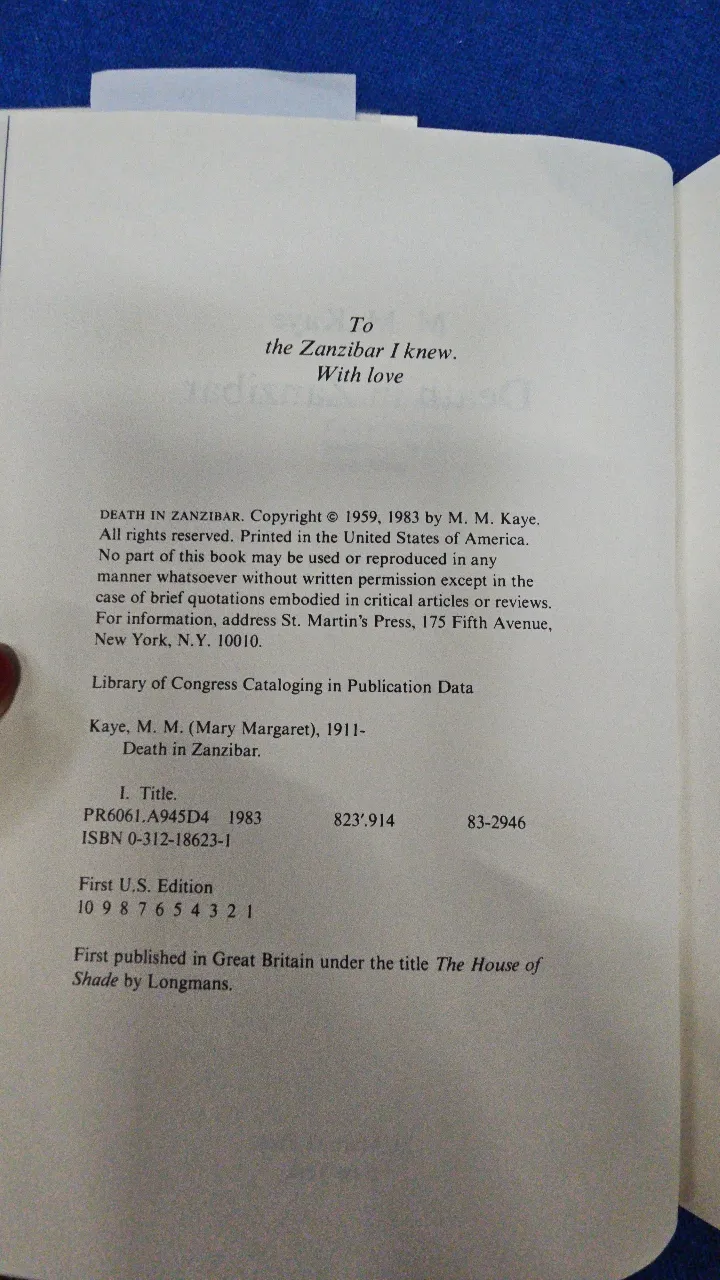 To
the Zanzibar I knew.
With love
DEATH IN ZANZIBAR. Copyright © 1959, 1983 by M. M. Kaye.
All rights reserved. Printed in the United States of America.
No part of this book may be used or reproduced in any
manner whatsoever without written permission except in the
case of brief quotations embodied in critical articles or reviews.
For information, address St. Martin's Press, 175 Fifth Avenue,
New York, N.Y. 10010.
Library of Congress Cataloging in Publication Data
Kaye, M. M. (Mary Margaret), 1911-
Death in Zanzibar.
I. Title.
PR6061.A945D4 1983 823'.914 83-2946
ISBN 0-312-18623-1
First U.S. Edition
10 9 8 7 6 5 4 3 2 1
First published in Great Britain under the title The House of
Shade by Longmans.